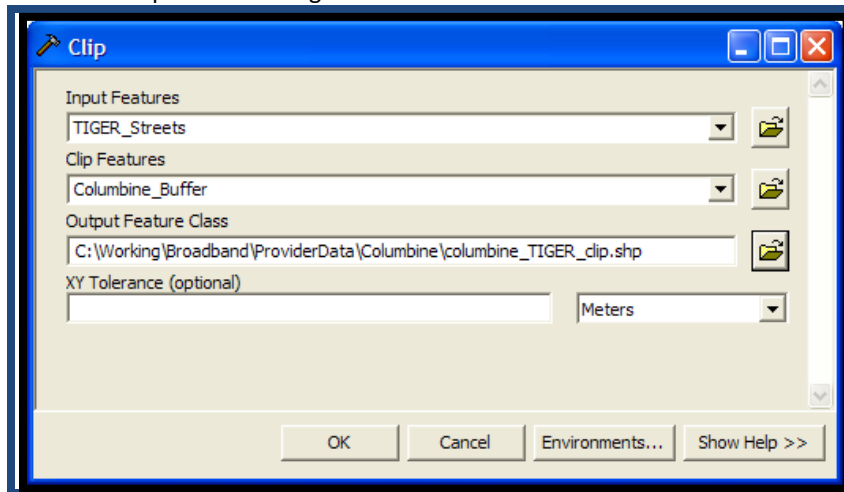 Clip
Input Features
TIGER_Streets
Clip Features
Columbine_Buffer
Output Feature Class
C:\Working\Broadband\ProviderData\Columbine\columbine_TIGER_clip.shp
XY Tolerance (optional)
Meters
OK Cancel Environments... Show Help >>